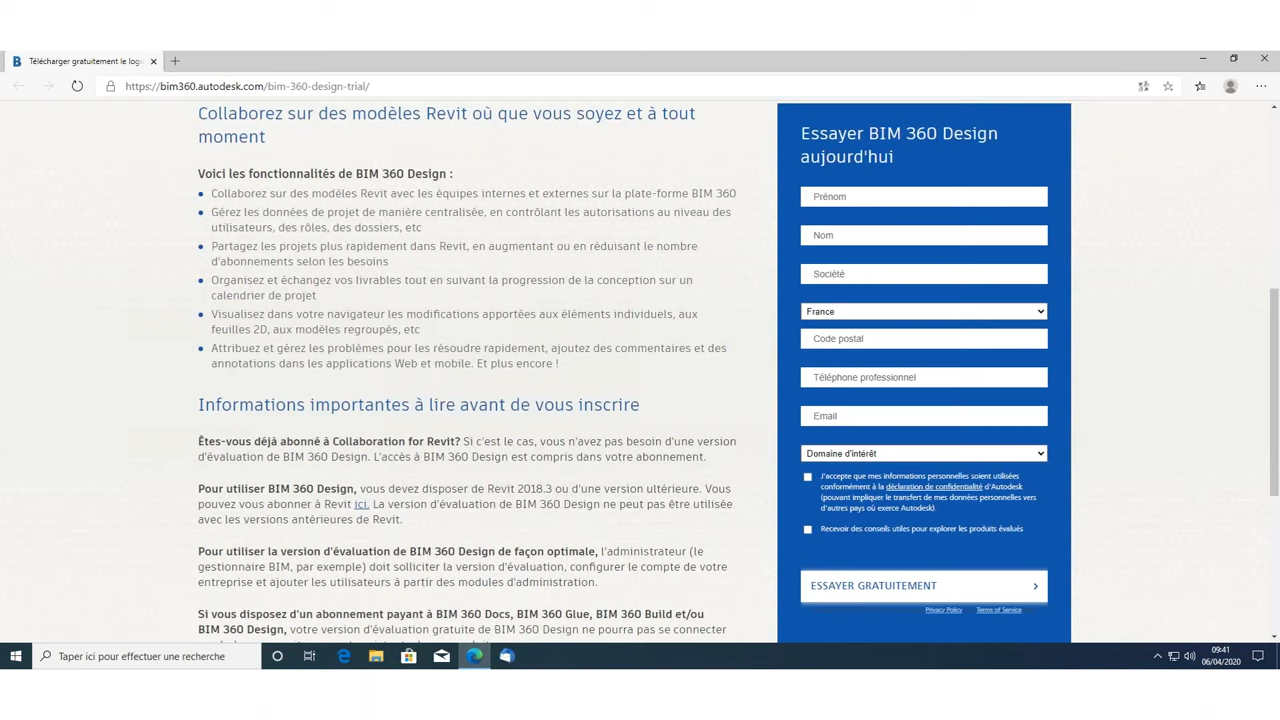 Télécharger gratuitement le logi
https://bim360.autodesk.com/bim-360-design-trial/
Collaborez sur des modèles Revit où que vous soyez et à tout
moment
Voici les fonctionnalités de BIM 360 Design :
Collaborez sur des modèles Revit avec les équipes internes et externes sur la plate-forme BIM 360
Gérez les données de projet de manière centralisée, en contrôlant les autorisations au niveau des
utilisateurs, des rôles, des dossiers, etc
Partagez les projets plus rapidement dans Revit, en augmentant ou en réduisant le nombre
d'abonnements selon les besoins
Organisez et échangez vos livrables tout en suivant la progression de la conception sur un
calendrier de projet
Visualisez dans votre navigateur les modifications apportées aux éléments individuels, aux
feuilles 2D, aux modèles regroupés, etc
Attribuez et gérez les problèmes pour les résoudre rapidement, ajoutez des commentaires et des
annotations dans les applications Web et mobile. Et plus encore !
Informations importantes à lire avant de vous inscrire
Êtes-vous déjà abonné à Collaboration for Revit? Si c'est le cas, vous n'avez pas besoin d'une version
d'évaluation de BIM 360 Design. L'accès à BIM 360 Design est compris dans votre abonnement.
Pour utiliser BIM 360 Design, vous devez disposer de Revit 2018.3 ou d'une version ultérieure. Vous
pouvez vous abonner à Revit ici. La version d'évaluation de BIM 360 Design ne peut pas être utilisée
avec les versions antérieures de Revit.
Pour utiliser la version d'évaluation de BIM 360 Design de façon optimale, l'administrateur (le
gestionnaire BIM, par exemple) doit solliciter la version d'évaluation, configurer le compte de votre
entreprise et ajouter les utilisateurs à partir des modules d'administration.
Si vous disposez d'un abonnement payant à BIM 360 Docs, BIM 360 Glue, BIM 360 Build et/ou
BIM 360 Design, votre version d'évaluation gratuite de BIM 360 Design ne pourra pas se connecter
Essayer BIM 360 Design
aujourd'hui
Prénom
Nom
Société
France
Code postal
Téléphone professionnel
Email
Domaine d'intérêt
J'accepte que mes informations personnelles soient utilisées
conformément à la déclaration de confidentialité d'Autodesk
(pouvant impliquer le transfert de mes données personnelles vers
d'autres pays où exerce Autodesk).
Recevoir des conseils utiles pour explorer les produits évalués
ESSAYER GRATUITEMENT
Privacy Policy Terms of Service
Taper ici pour effectuer une recherche
09:41
06/04/2020